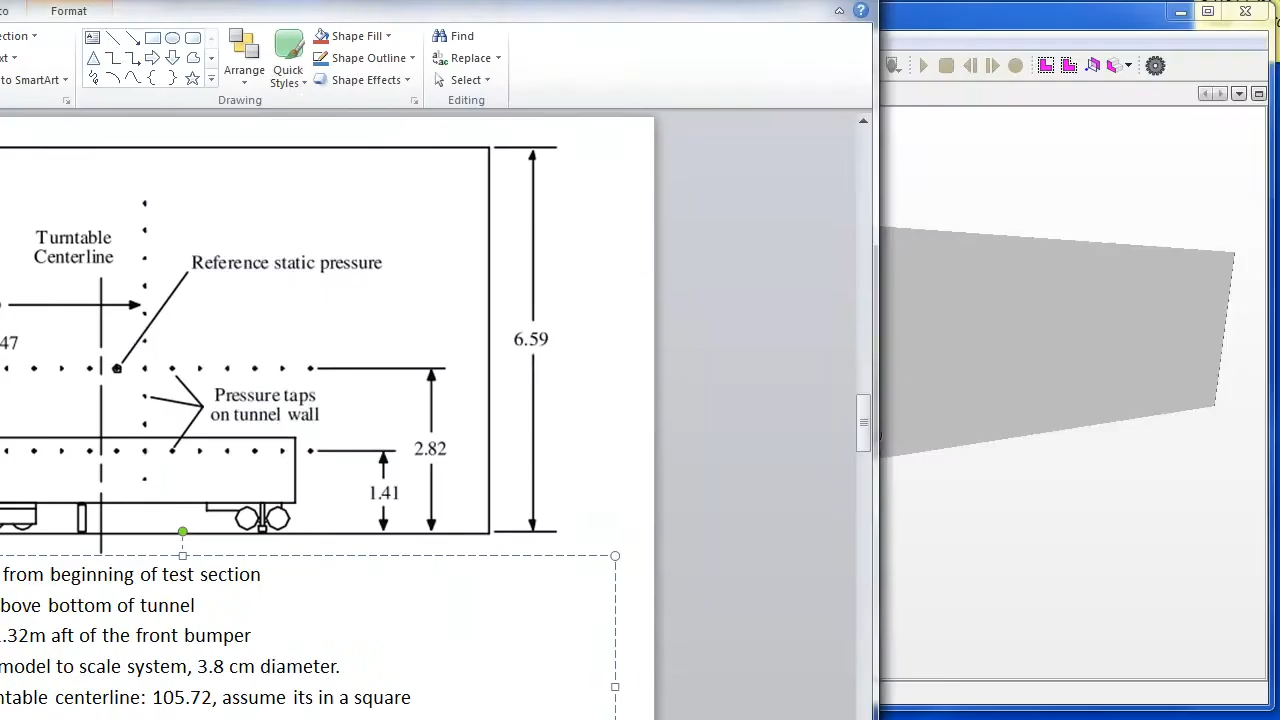 Format
Shape Fill
Find
Shape Outline
Replace
to SmartArt
Arrange
Quick
Styles
Shape Effects
Select
Drawing
Editing
Turntable
Centerline
Reference static pressure
47
6.59
Pressure taps
on tunnel wall
2.82
1.41
from beginning of test section
bove bottom of tunnel
.32m aft of the front bumper
model to scale system, 3.8 cm diameter.
ntable centerline: 105.72, assume its in a square